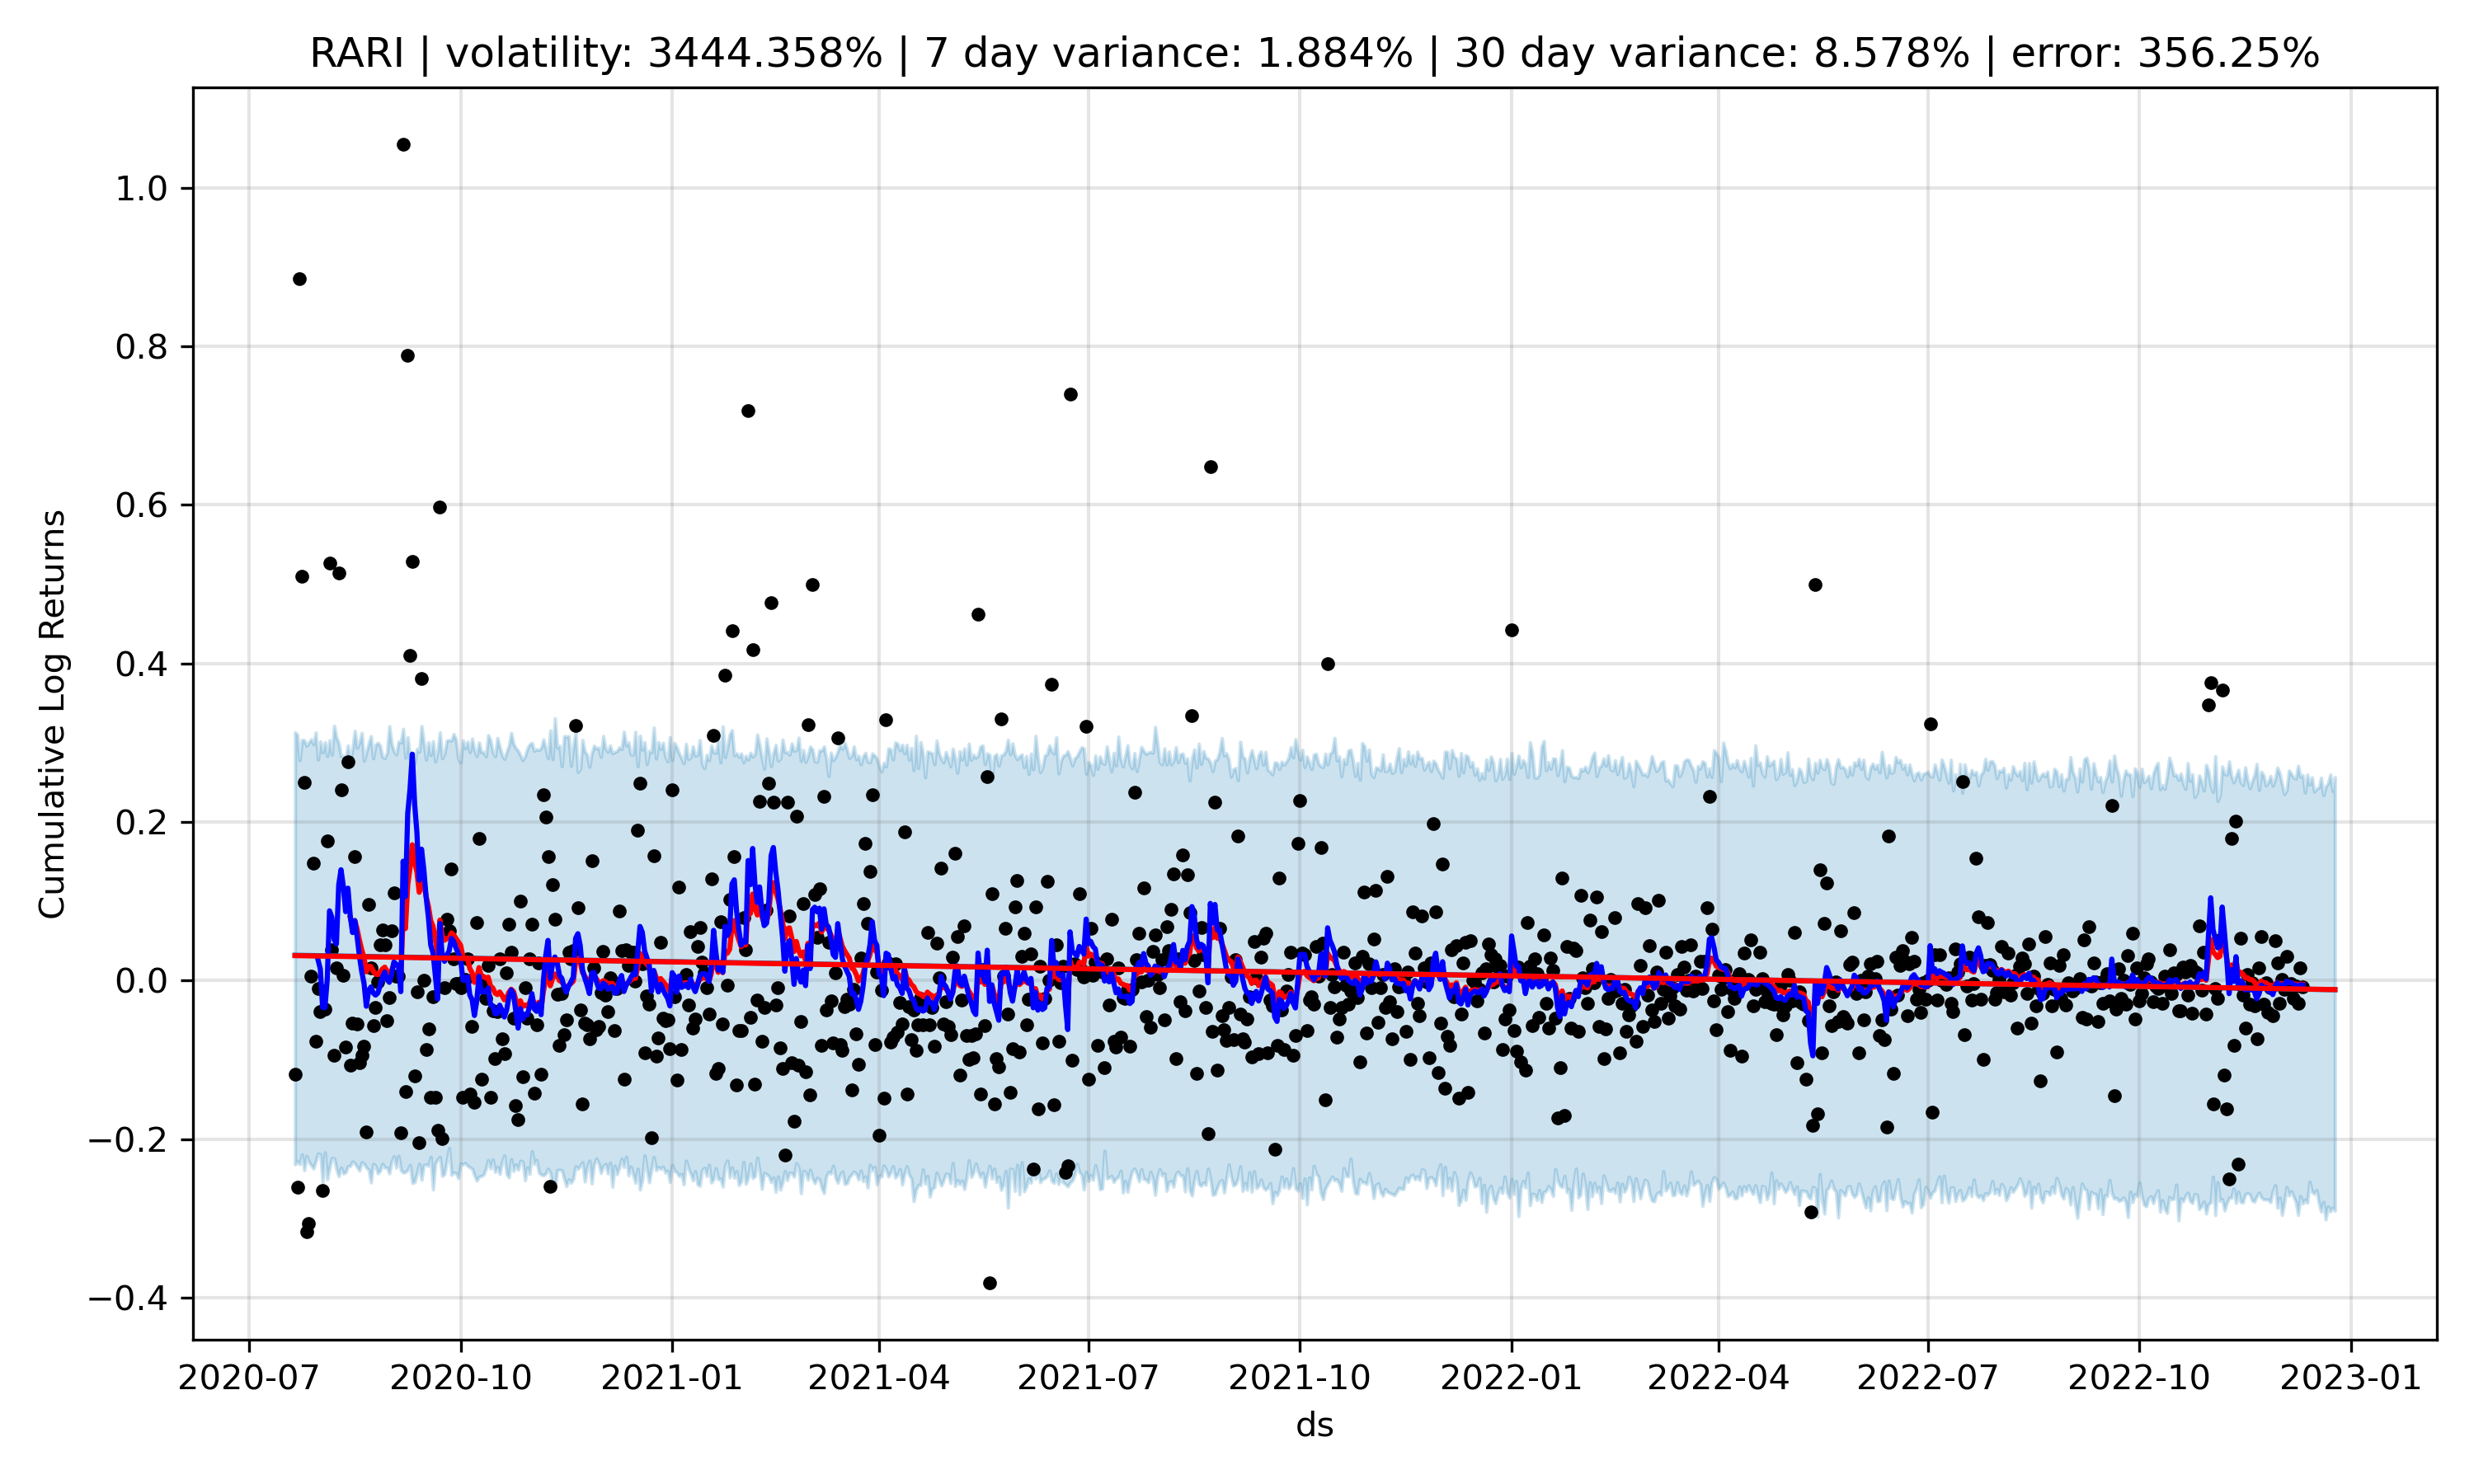 RARI | volatility: 3444.358% | 7 day variance: 1.884% | 30 day variance: 8.578% | error: 356.25%
Cumulative Log Returns
1.0
0.8
0.6
0.4
0.2
0.0
−0.2
−0.4
2020-07 2020-10 2021-01 2021-04 2021-07 2021-10 2022-01 2022-04 2022-07 2022-10 2023-01
ds